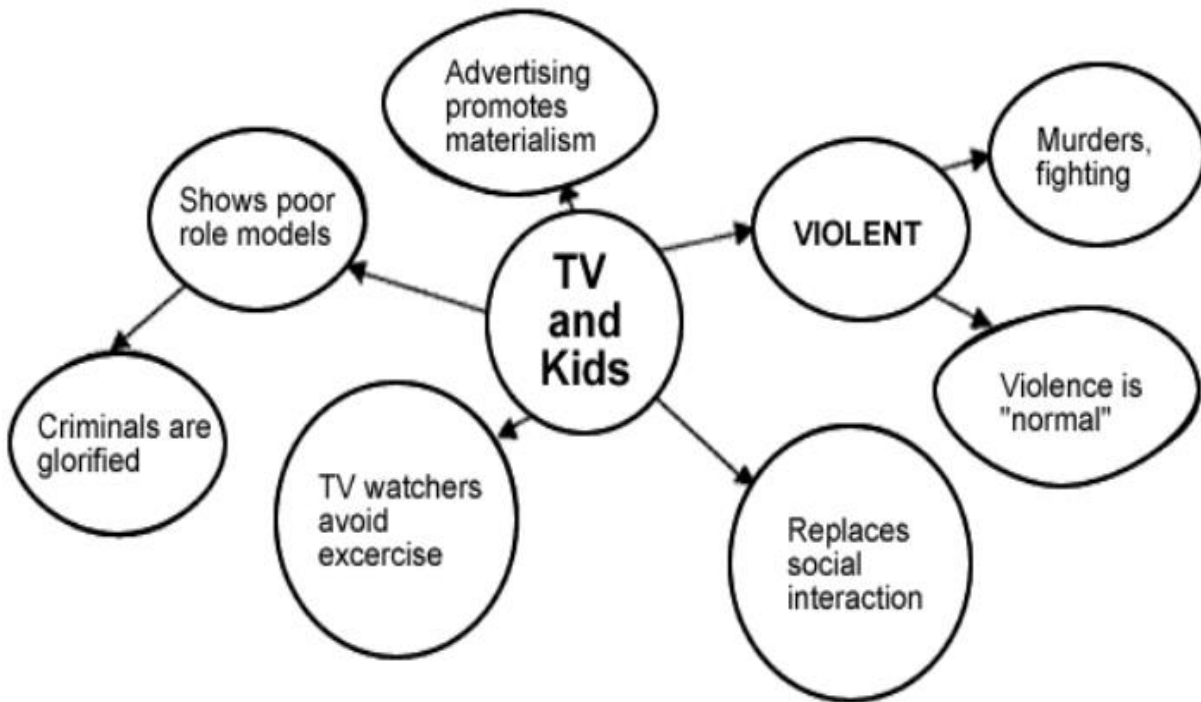 Advertising
promotes
materialism
Murders,
fighting
Shows poor
role models
VIOLENT
TV
and
Kids
Criminals are
glorified
Violence is
"normal"
TV watchers
avoid
excercise
Replaces
social
interaction